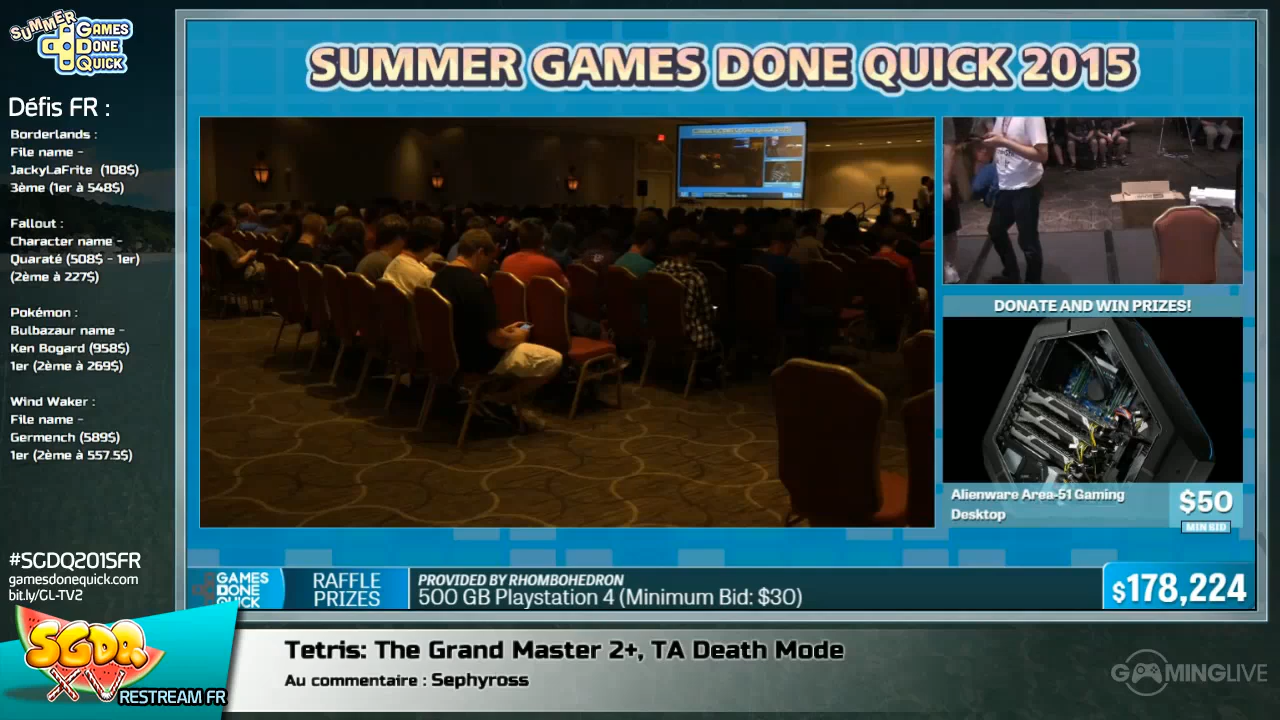 SUMMER
GAMES
DONE
QUICK
Défis FR :
Borderlands :
File name -
JackyLaFrite (108$)
3ème (1er à 548$)
Fallout :
Character name -
Quaraté (508$ - 1er)
(2ème à 227$)
Pokémon :
Bulbazaur name -
Ken Bogard (958$)
1er (2ème à 269$)
Wind Waker :
File name -
Germench (589$)
1er (2ème à 557.5$)
#SGDQ2015FR
gamesdonequick.com
bit.ly/GL-TV2
SUMMER GAMES DONE QUICK 2015
DONATE AND WIN PRIZES!
Alienware Area-51 Gaming
Desktop
$50
MIN BID
GAMES
DONE
QUICK
RAFFLE
PRIZES
PROVIDED BY RHOMBOHEDRON
500 GB Playstation 4 (Minimum Bid: $30)
$178,224
SGDQ
XV
RESTREAM FR
Tetris: The Grand Master 2+, TA Death Mode
Au commentaire : Sephyross
GAMINGLIVE